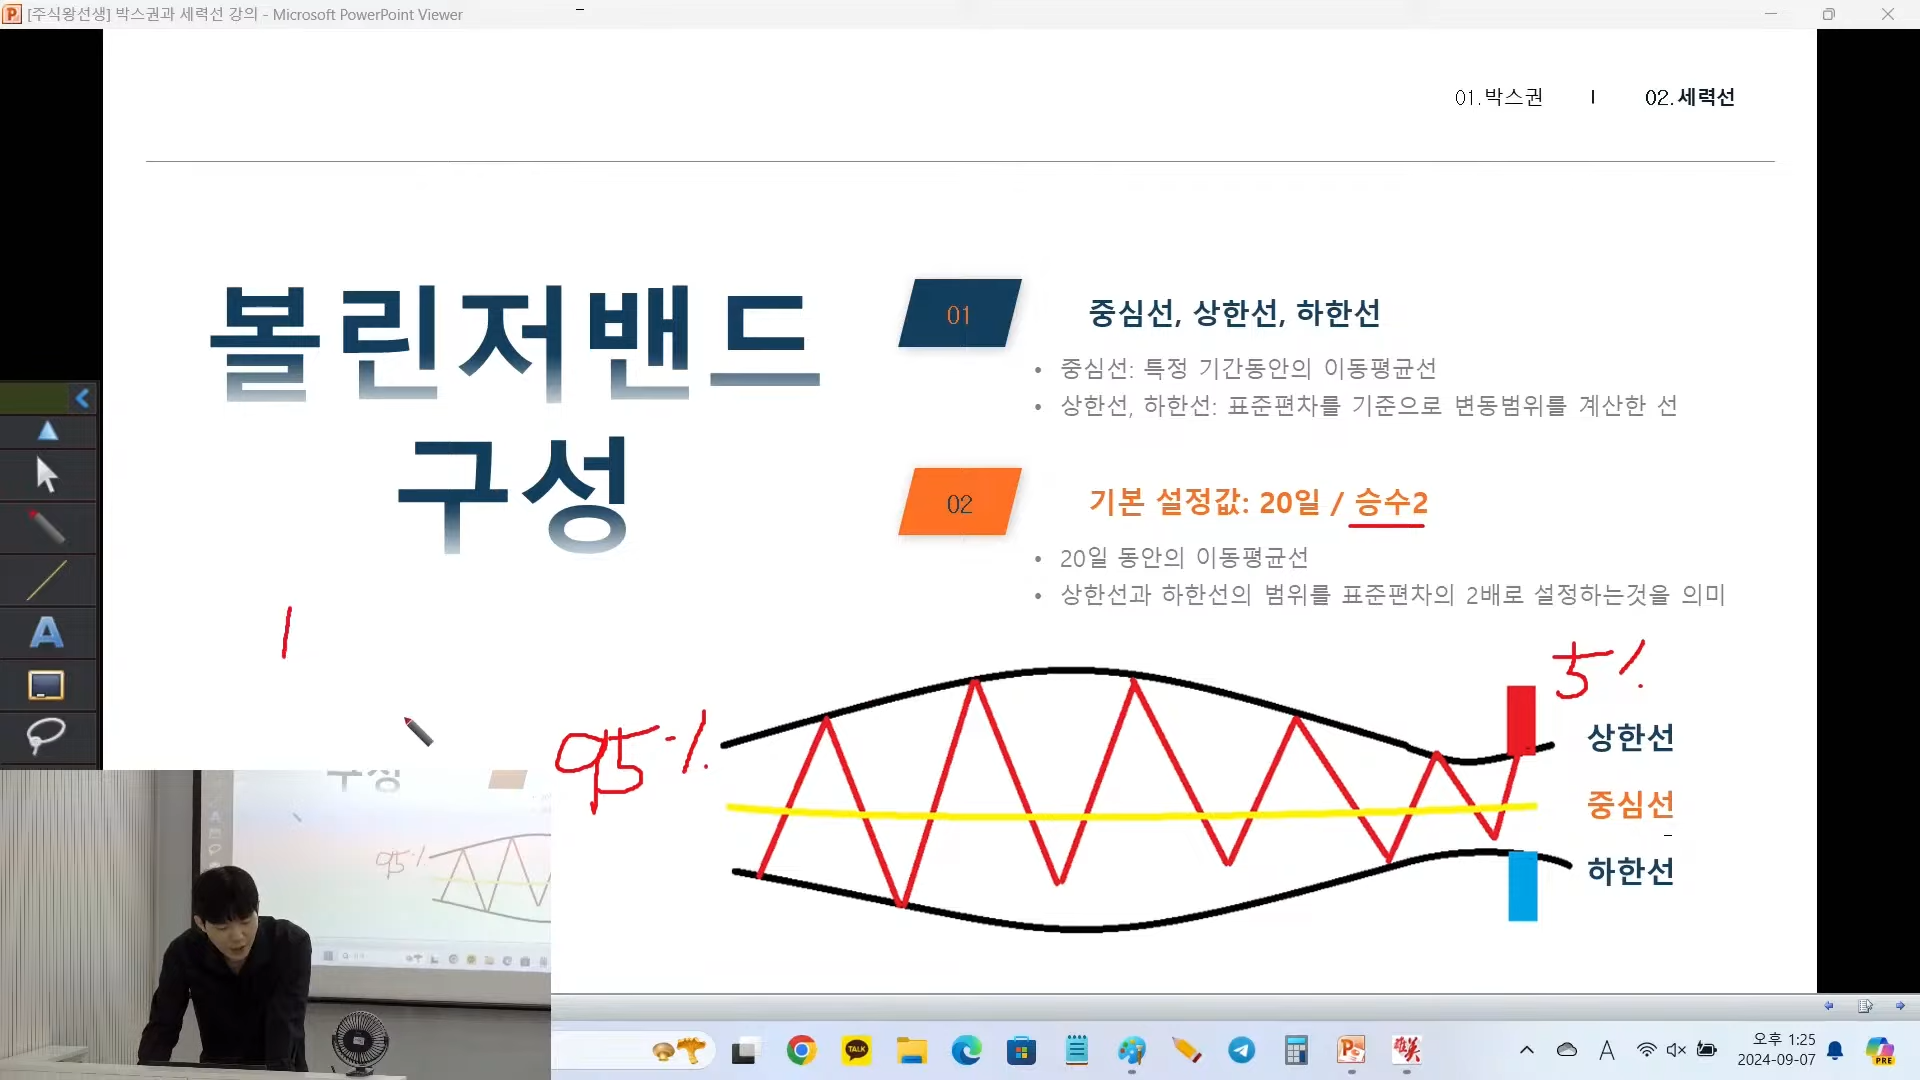 [주식왕선생] 박스권과 세력선 강의 - Microsoft PowerPoint Viewer
01.박스권 | 02.세력선
볼린저밴드
구성
01
중심선, 상한선, 하한선
• 중심선: 특정 기간동안의 이동평균선
• 상한선, 하한선: 표준편차를 기준으로 변동범위를 계산한 선
02
기본 설정값: 20일 / 승수2
• 20일 동안의 이동평균선
• 상한선과 하한선의 범위를 표준편차의 2배로 설정하는것을 의미
1
95%
5%
상한선
중심선
하한선
A
구성
95%
TALK
A
오후 1:25
2024-09-07
PRE